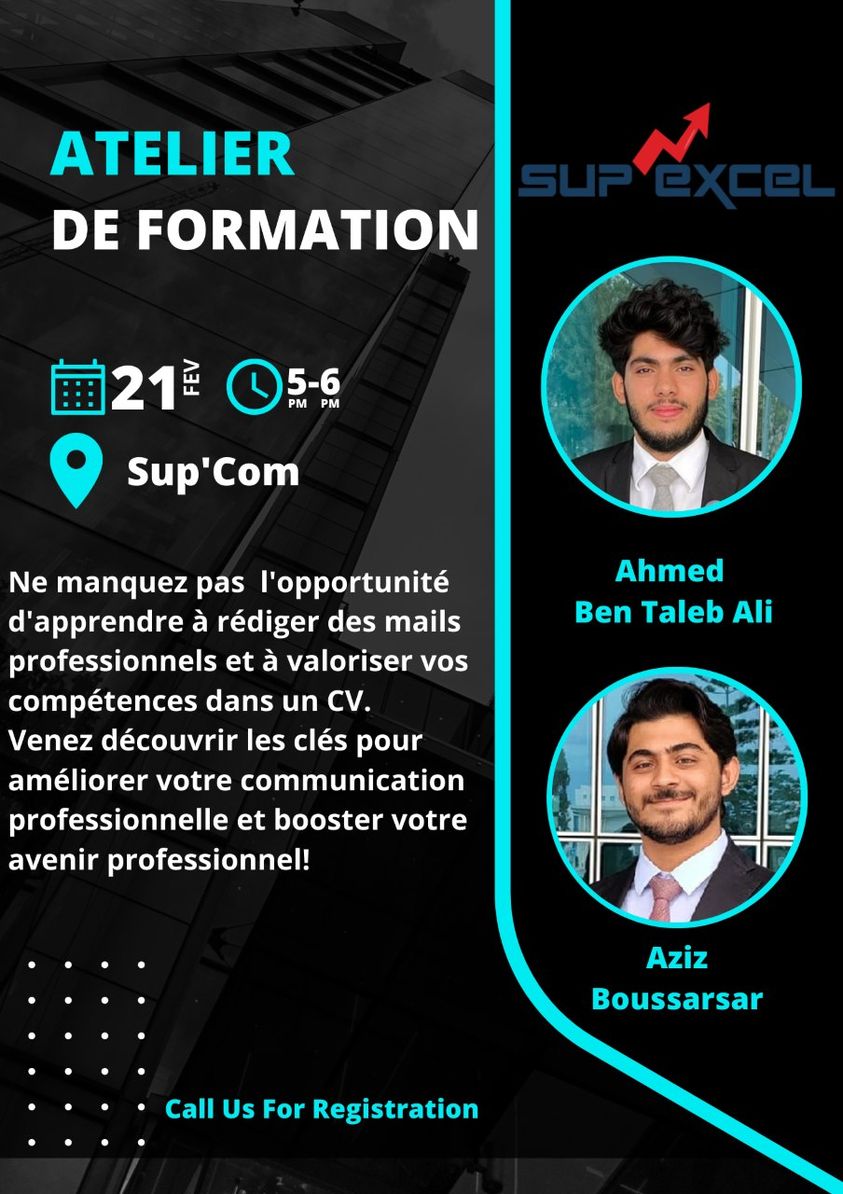 ATELIER
DE FORMATION
21 FEV
5-6
PM PM
Sup'Com
Ne manquez pas l'opportunité
d'apprendre à rédiger des mails
professionnels et à valoriser vos
compétences dans un CV.
Venez découvrir les clés pour
améliorer votre communication
professionnelle et booster votre
avenir professionnel!
Call Us For Registration
SUP EXCEL
Ahmed
Ben Taleb Ali
Aziz
Boussarsar